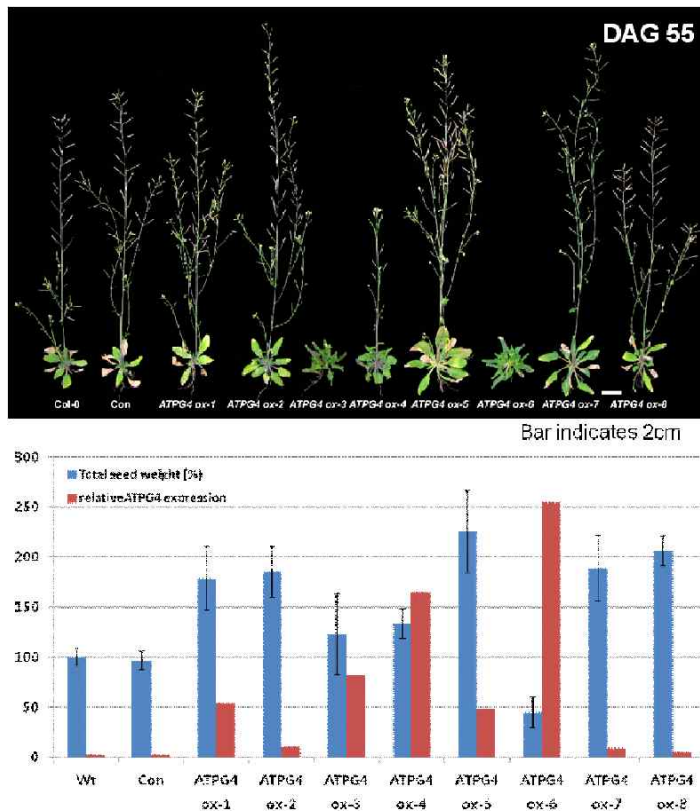 DAG 55
Col-0 Con ATPG4 ox-1 ATPG4 ox-2 ATPG4 ox-3 ATPG4 ox-4 ATPG4 ox-5 ATPG4 ox-6 ATPG4 ox-7 ATPG4 ox-8
Bar indicates 2cm
300
Total seed weight (%)
relative ATPG4 expression
250
200
150
100
50
0
Wt Con ATPG4 ATPG4 ATPG4 ATPG4 ATPG4 ATPG4 ATPG4 ATPG4
ox-1 ox-2 ox-3 ox-4 ox-5 ox-6 ox-7 ox-8